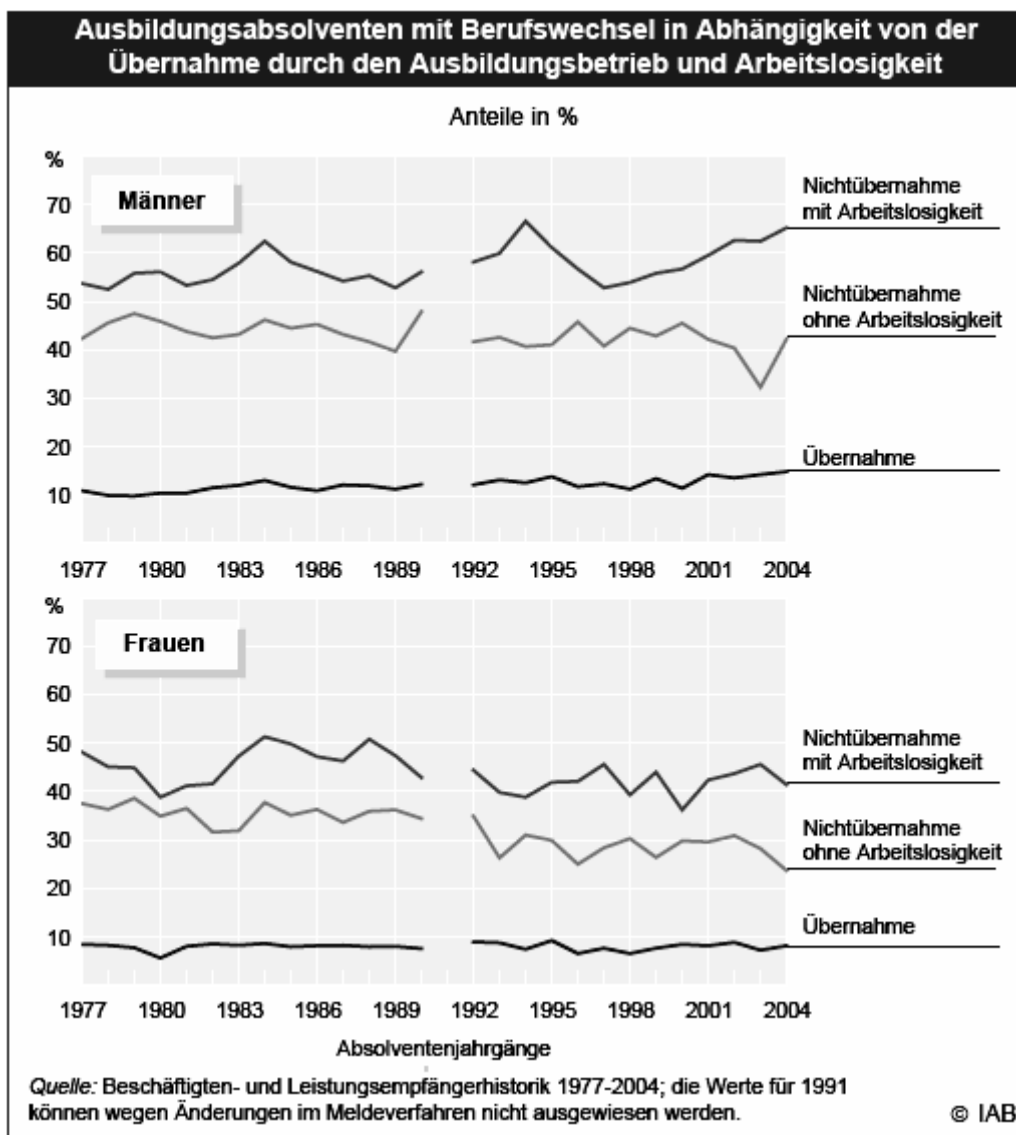 Ausbildungsabsolventen mit Berufswechsel in Abhängigkeit von der
Übernahme durch den Ausbildungsbetrieb und Arbeitslosigkeit
Anteile in %
%
Männer
70
60
50
40
30
20
10
Nichtübernahme
mit Arbeitslosigkeit
Nichtübernahme
ohne Arbeitslosigkeit
Übernahme
1977 1980 1983 1986 1989 1992 1995 1998 2001 2004
%
Frauen
70
60
50
40
30
20
10
Nichtübernahme
mit Arbeitslosigkeit
Nichtübernahme
ohne Arbeitslosigkeit
Übernahme
1977 1980 1983 1986 1989 1992 1995 1998 2001 2004
Absolventenjahrgänge
Quelle: Beschäftigten- und Leistungsempfängerhistorik 1977-2004; die Werte für 1991
können wegen Änderungen im Meldeverfahren nicht ausgewiesen werden.
© IAB